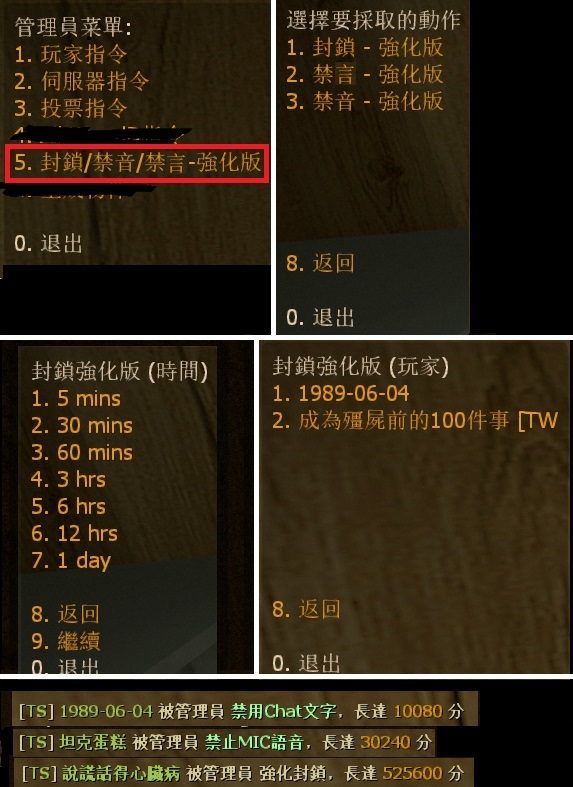 管理員菜單:
1. 玩家指令
2. 伺服器指令
3. 投票指令
5. 封鎖/禁音/禁言-強化版
0. 退出
選擇要採取的動作
1. 封鎖 - 強化版
2. 禁言 - 強化版
3. 禁音 - 強化版
8. 返回
0. 退出
封鎖強化版 (時間)
1. 5 mins
2. 30 mins
3. 60 mins
4. 3 hrs
5. 6 hrs
6. 12 hrs
7. 1 day
8. 返回
9. 繼續
0. 退出
封鎖強化版 (玩家)
1. 1989-06-04
2. 成為殭屍前的100件事 [TW
8. 返回
0. 退出
[TS] 1989-06-04 被管理員 禁用Chat文字, 長達 10080 分
[TS] 坦克蛋糕 被管理員 禁止MIC語音, 長達 30240 分
[TS] 說謊話得心臟病 被管理員 強化封鎖, 長達 525600 分